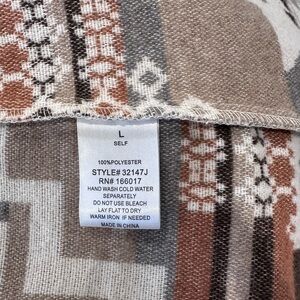 L
SELF
100%POLYESTER
STYLE# 32147J
RN# 166017
HAND WASH COLD WATER
SEPARATELY
DO NOT USE BLEACH
LAY FLAT TO DRY
WARM IRON IF NEEDED
MADE IN CHINA